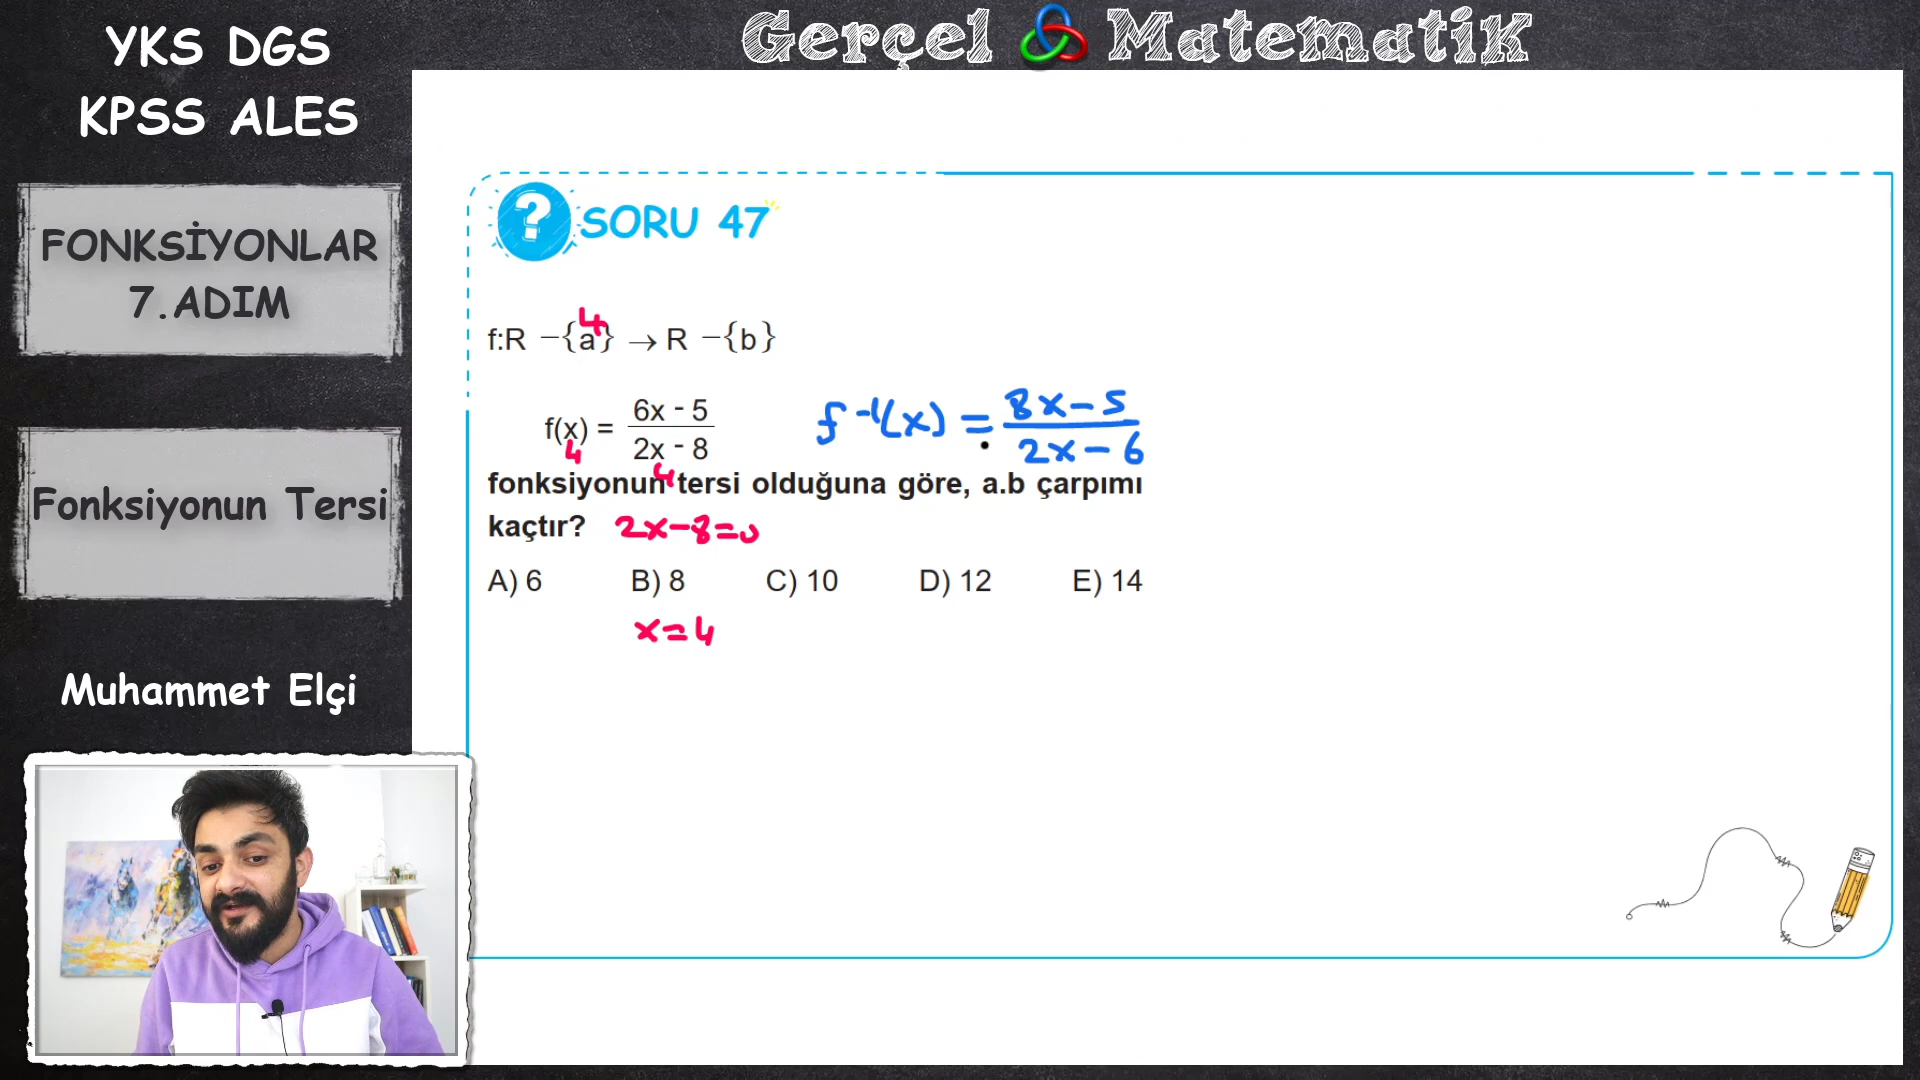 YKS DGS
KPSS ALES
Gerçel Matematik
FONKSİYONLAR
7.ADIM
Fonksiyonun Tersi
Muhammet Elçi
? SORU 47
4
f:R −{a} → R −{b}
f(x) = 6x - 5 / 2x - 8
4
4
f⁻¹(x) = 8x-5 / 2x-6
fonksiyonun tersi olduğuna göre, a.b çarpımı
kaçtır? 2x-8=0
A) 6 B) 8 C) 10 D) 12 E) 14
x=4